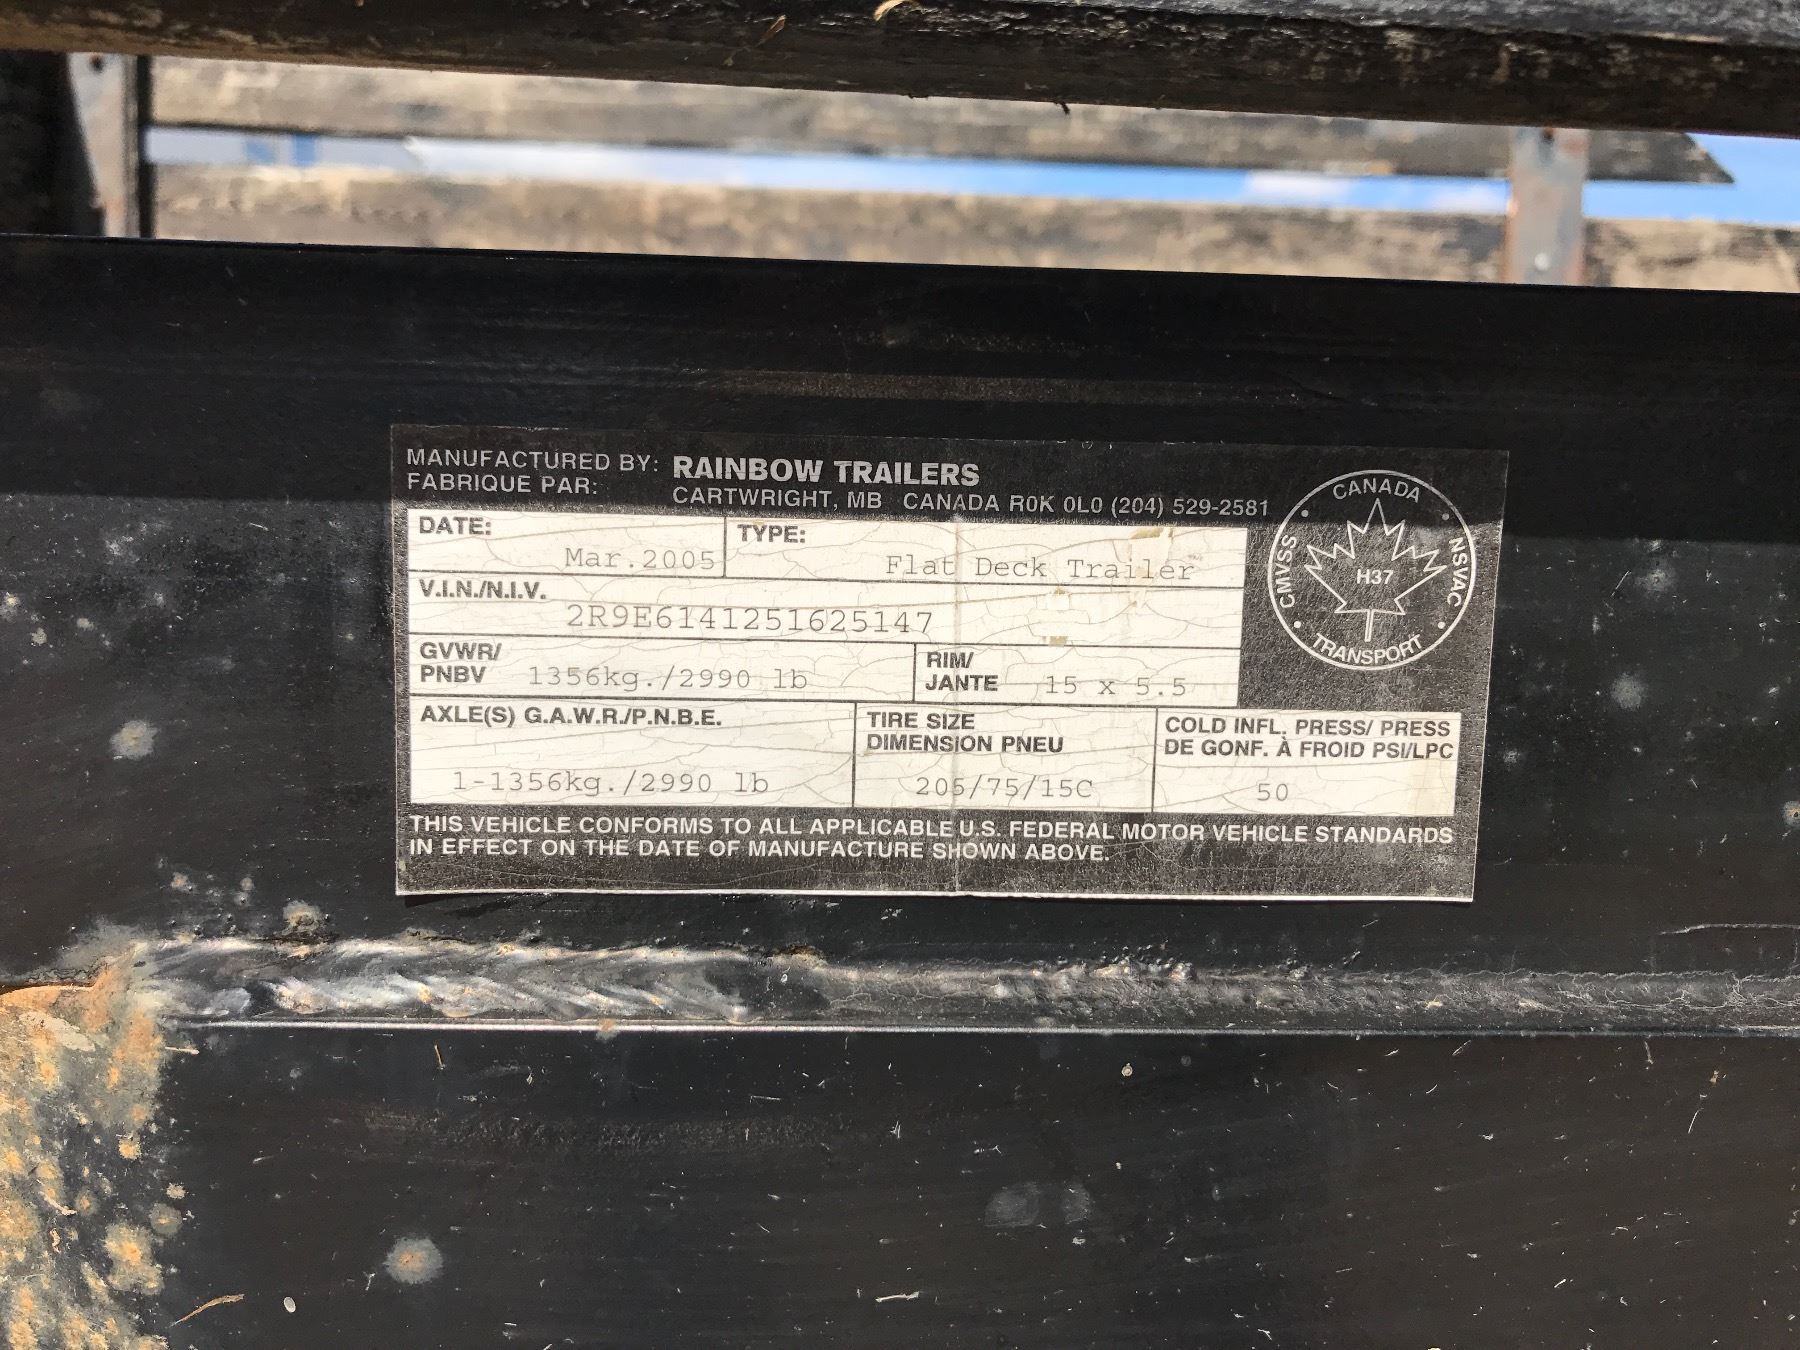 MANUFACTURED BY: RAINBOW TRAILERS
FABRIQUE PAR: CARTWRIGHT, MB CANADA R0K 0L0 (204) 529-2581
DATE: TYPE:
Mar.2005 Flat Deck Trailer
V.I.N./N.I.V.
2R9E6141251625147
GVWR/
PNBV 1356kg./2990 lb
RIM/
JANTE 15 x 5.5
AXLE(S) G.A.W.R./P.N.B.E.
1-1356kg./2990 lb
TIRE SIZE
DIMENSION PNEU
205/75/15C
COLD INFL. PRESS/ PRESS
DE GONF. À FROID PSI/LPC
50
THIS VEHICLE CONFORMS TO ALL APPLICABLE U.S. FEDERAL MOTOR VEHICLE STANDARDS
IN EFFECT ON THE DATE OF MANUFACTURE SHOWN ABOVE.
CANADA
CMVSS
H37
NSVAC
TRANSPORT